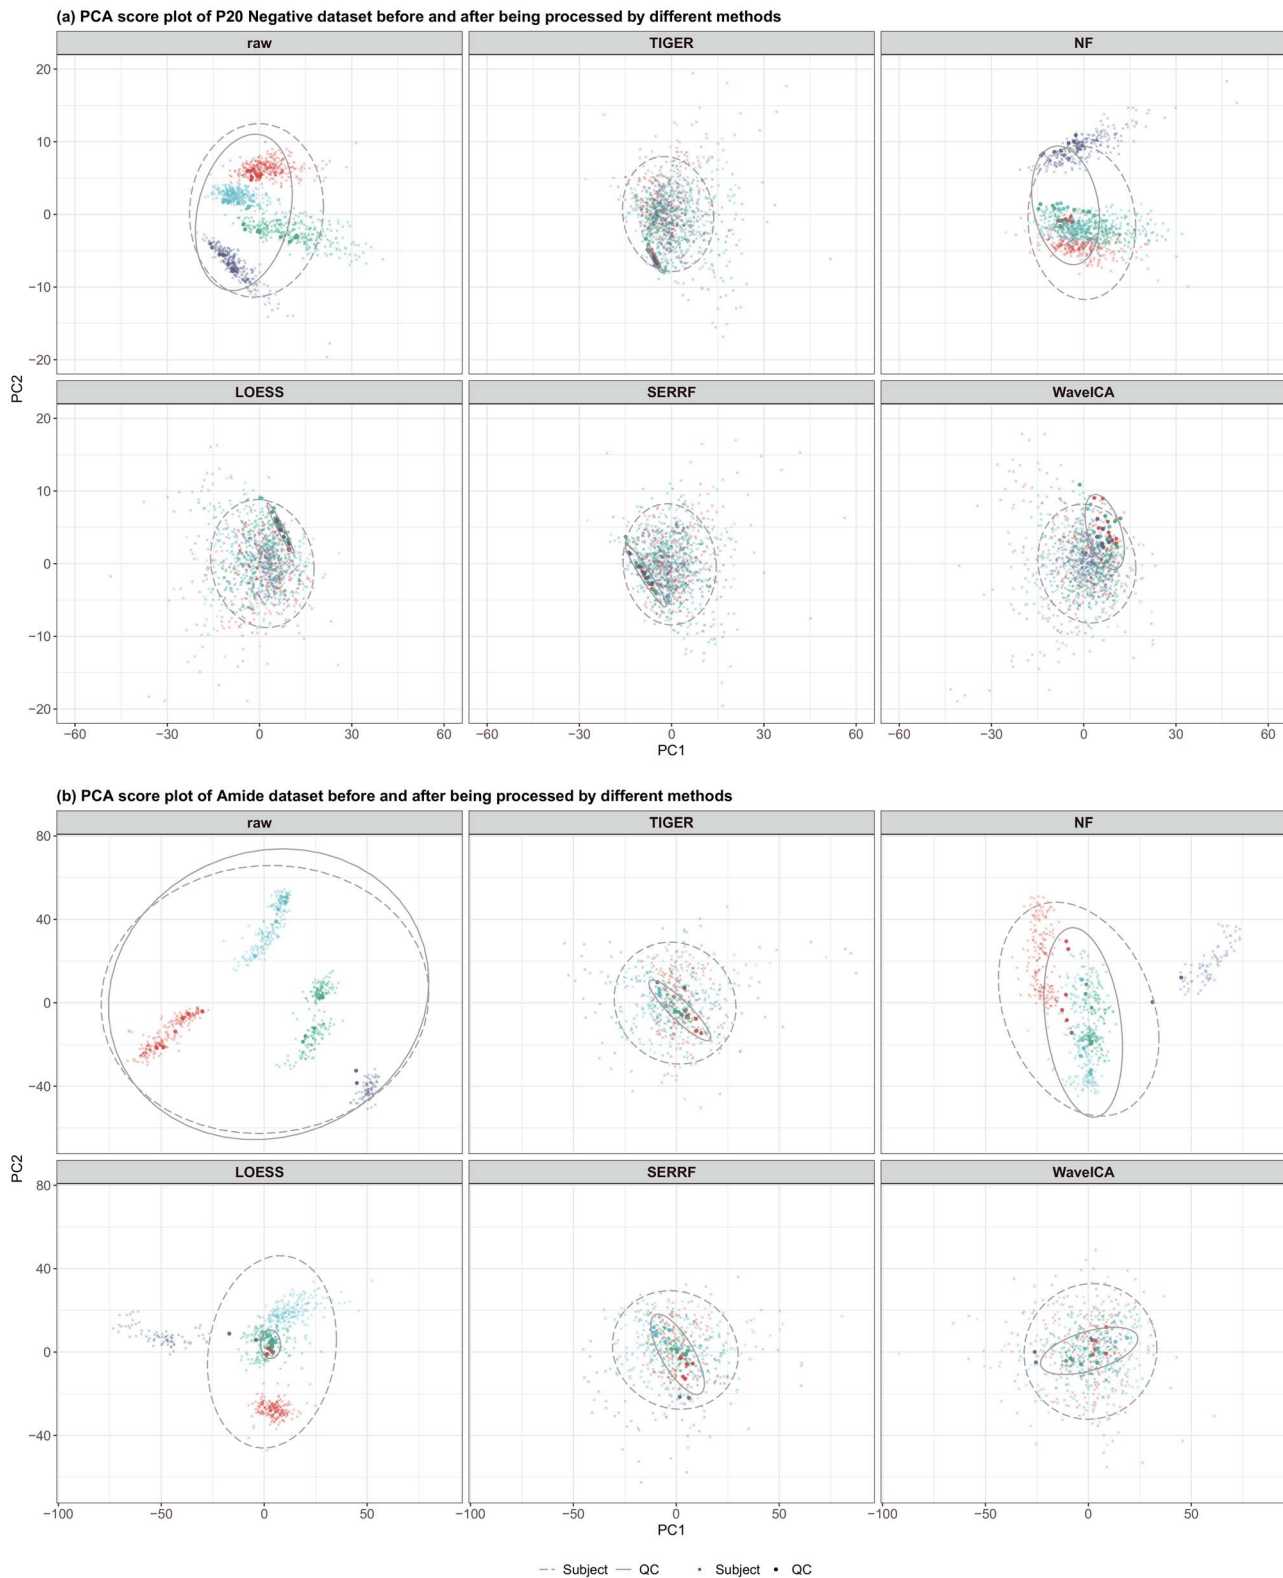 (a) PCA score plot of P20 Negative dataset before and after being processed by different methods
raw TIGER NF
20
10
0
−10
−20
LOESS SERRF WaveICA
20
10
0
−10
−20
PC2
−60 −30 0 30 60 −60 −30 0 30 60 −60 −30 0 30 60
PC1
(b) PCA score plot of Amide dataset before and after being processed by different methods
raw TIGER NF
80
40
0
−40
LOESS SERRF WaveICA
80
40
0
−40
PC2
−100 −50 0 50 −100 −50 0 50 −100 −50 0 50
PC1
Subject QC Subject QC